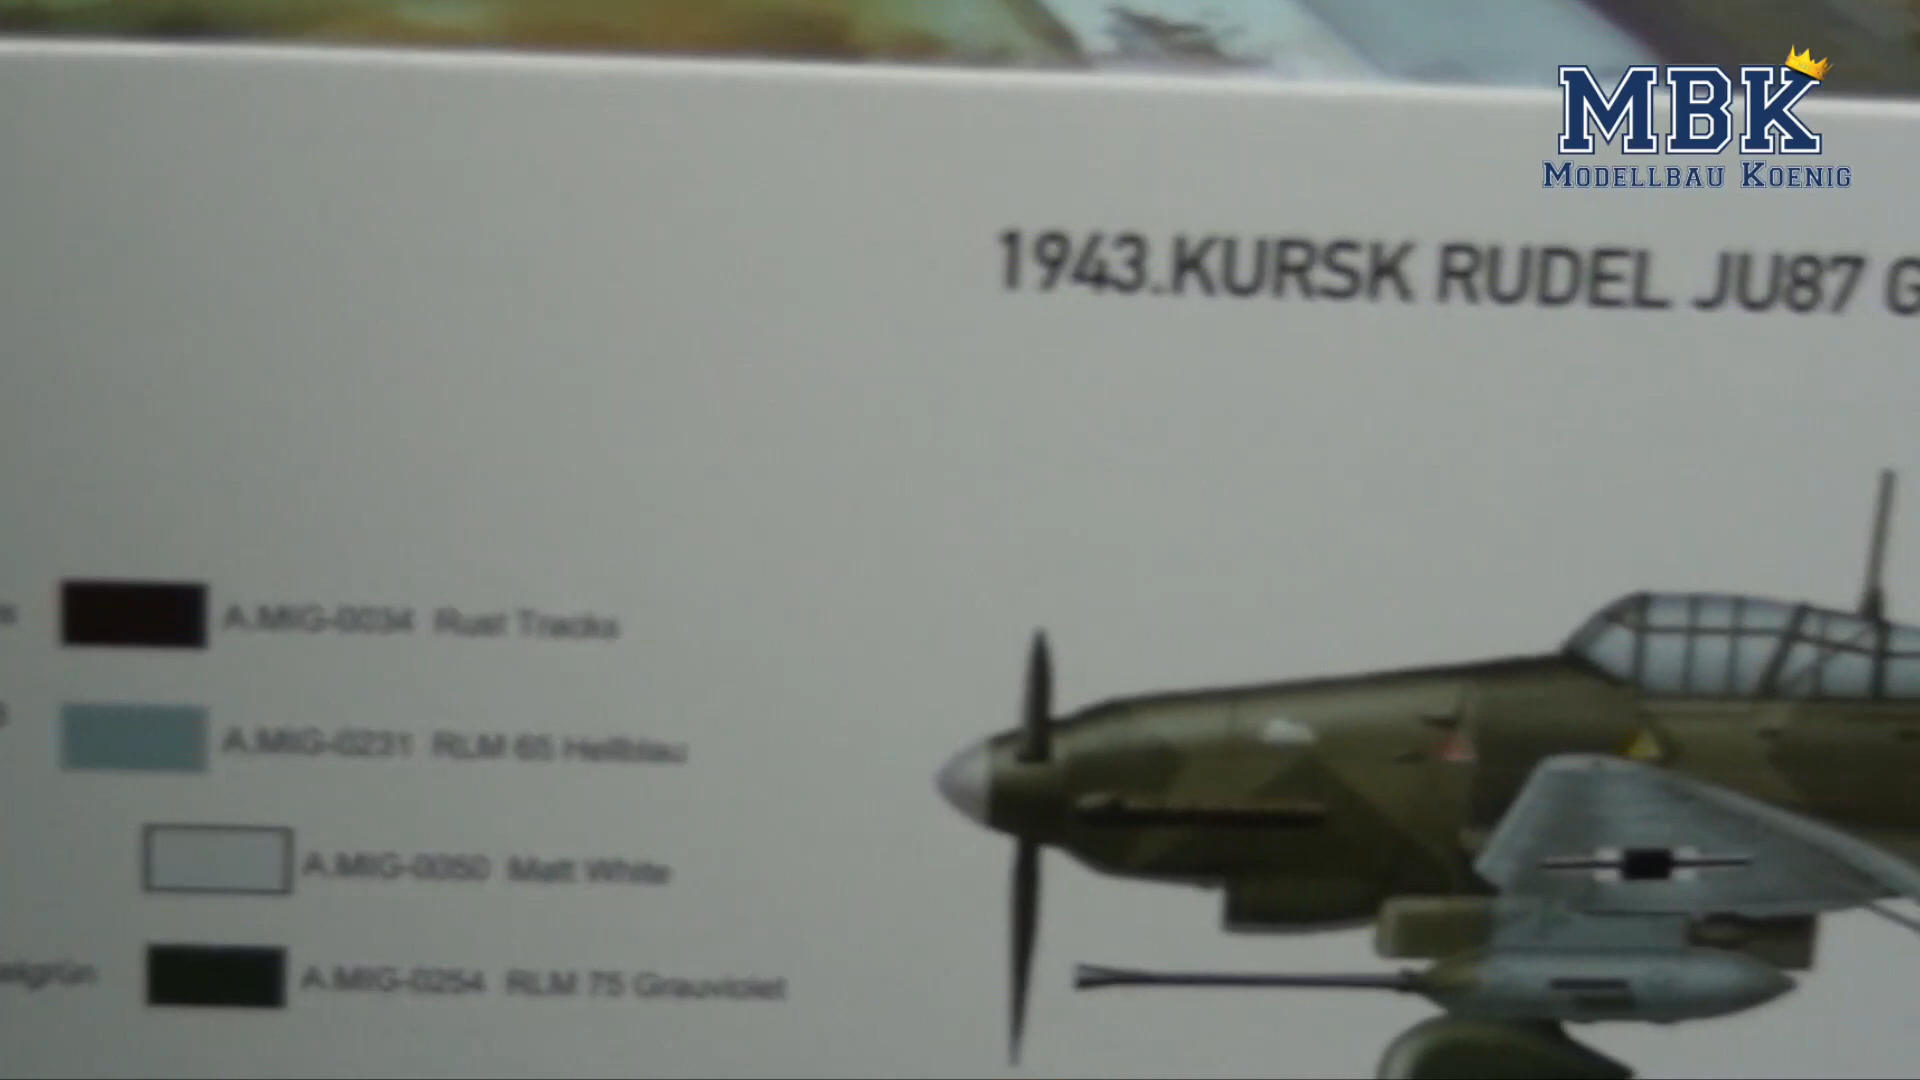 MBK
MODELLBAU KOENIG
1943.KURSK RUDEL JU87 G
A.MIG-0034 Rust Tracks
A.MIG-0231 RLM 65 Hellblau
A.MIG-0050 Matt White
A.MIG-0254 RLM 75 Grauviolet